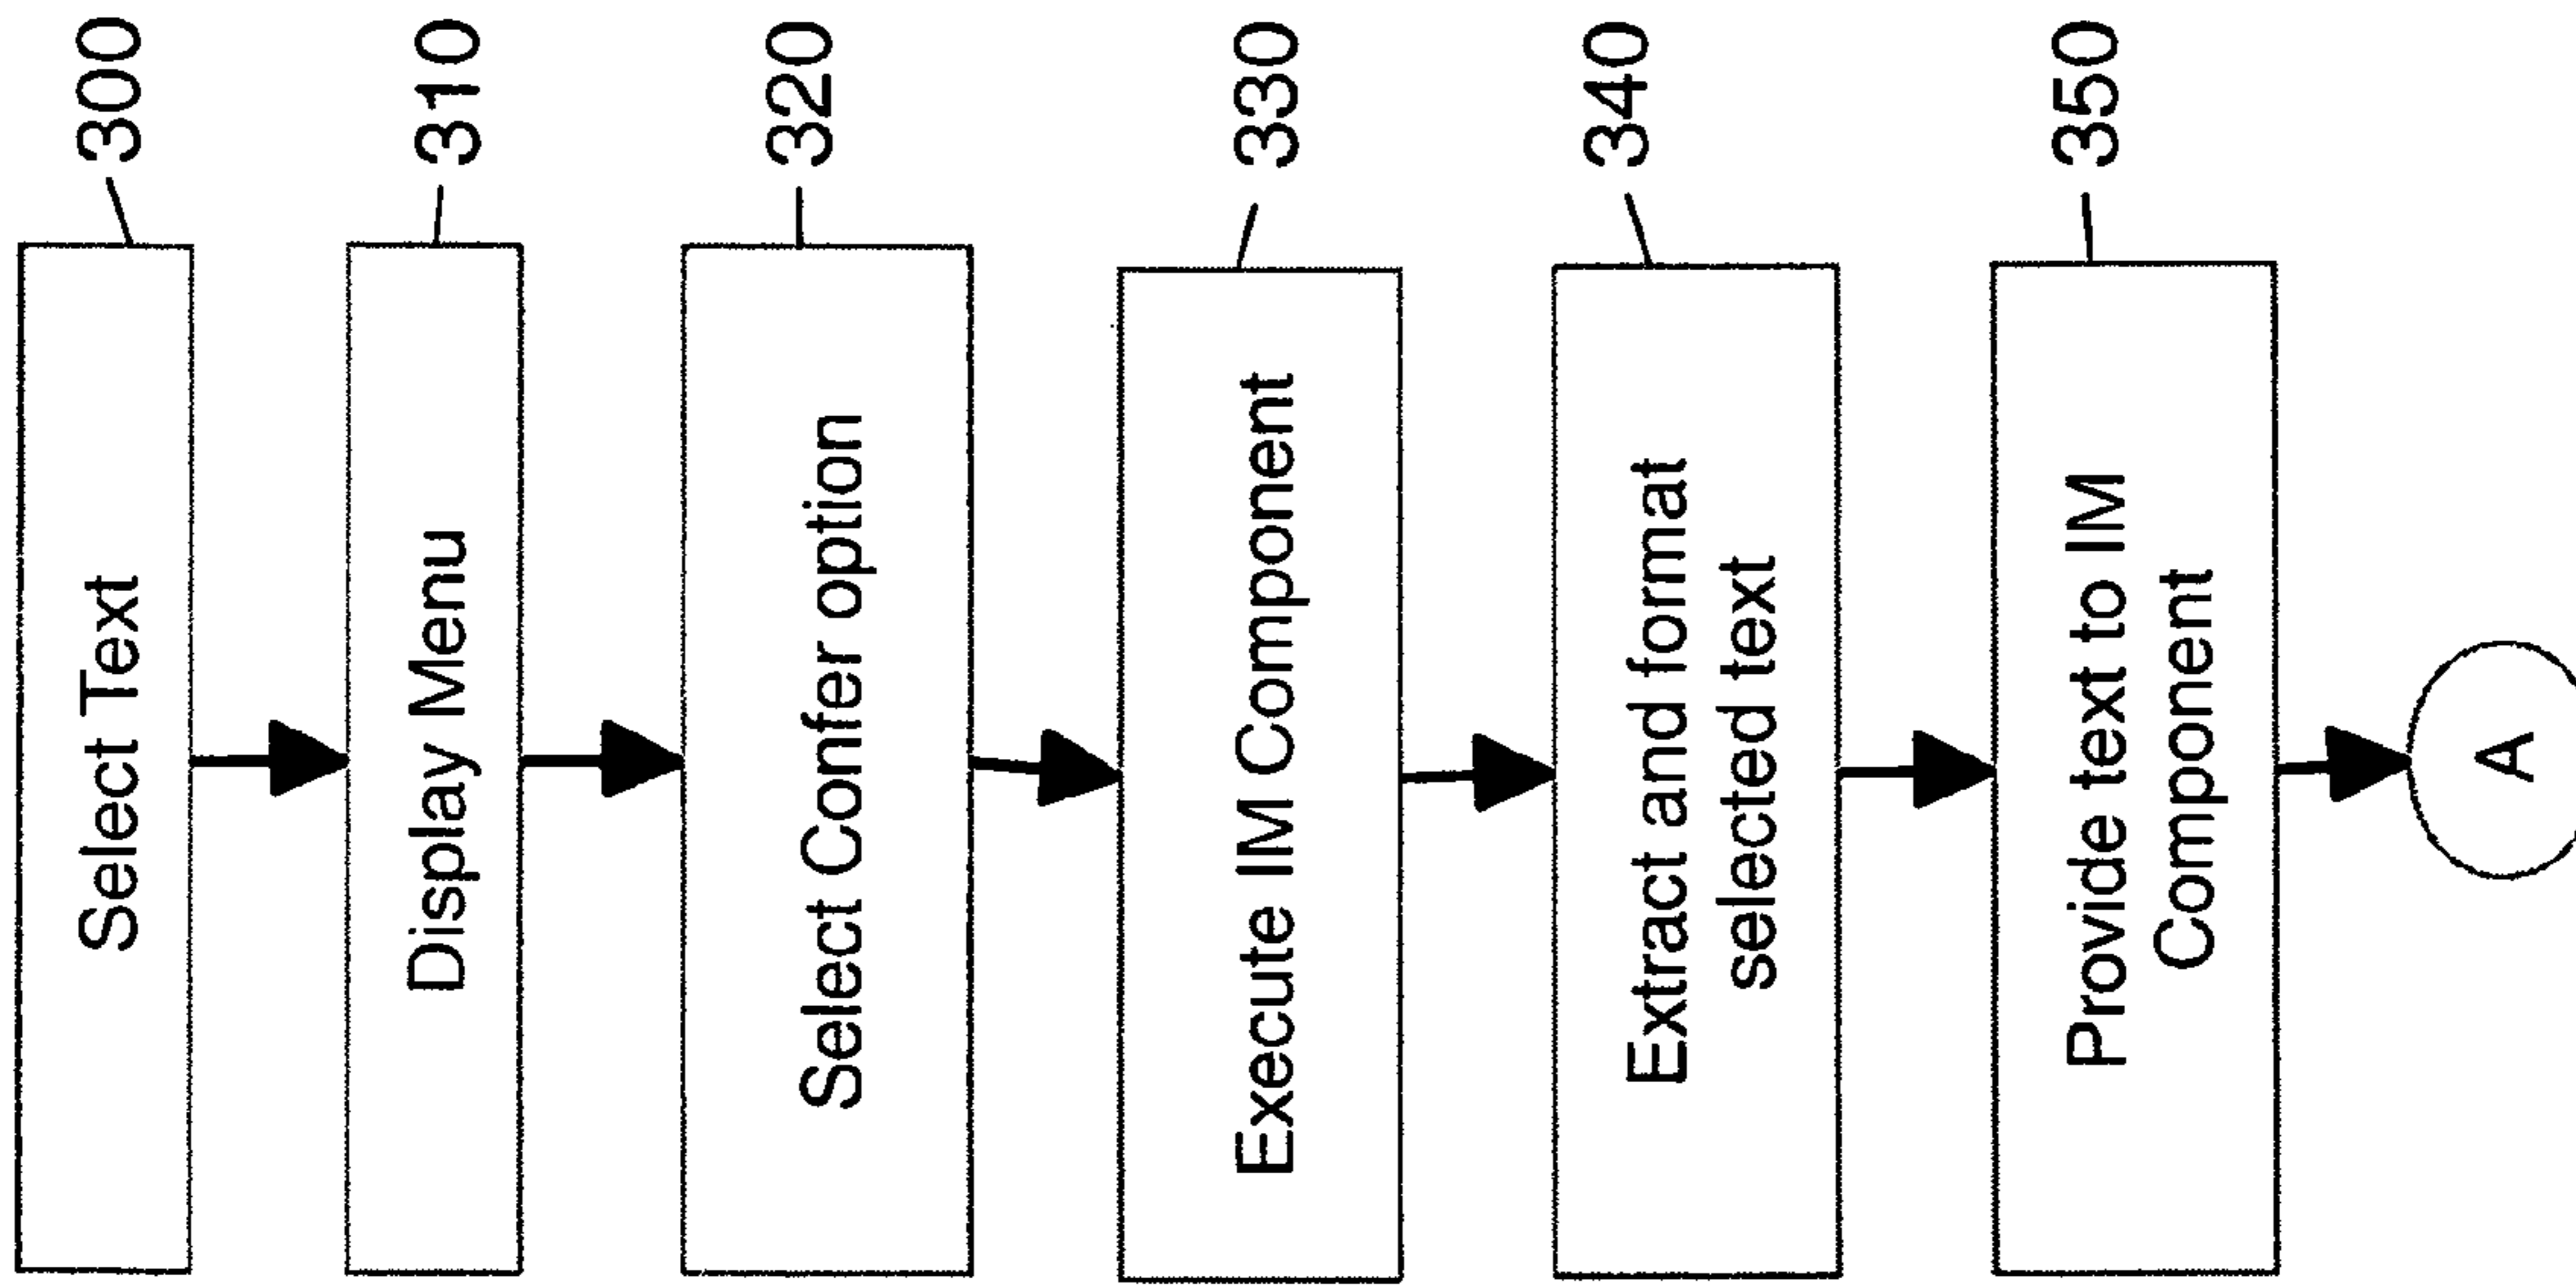 Select Text
300
Display Menu
310
Select Confer option
320
Execute IM Component
330
Extract and format
selected text
340
Provide text to IM
Component
350
A